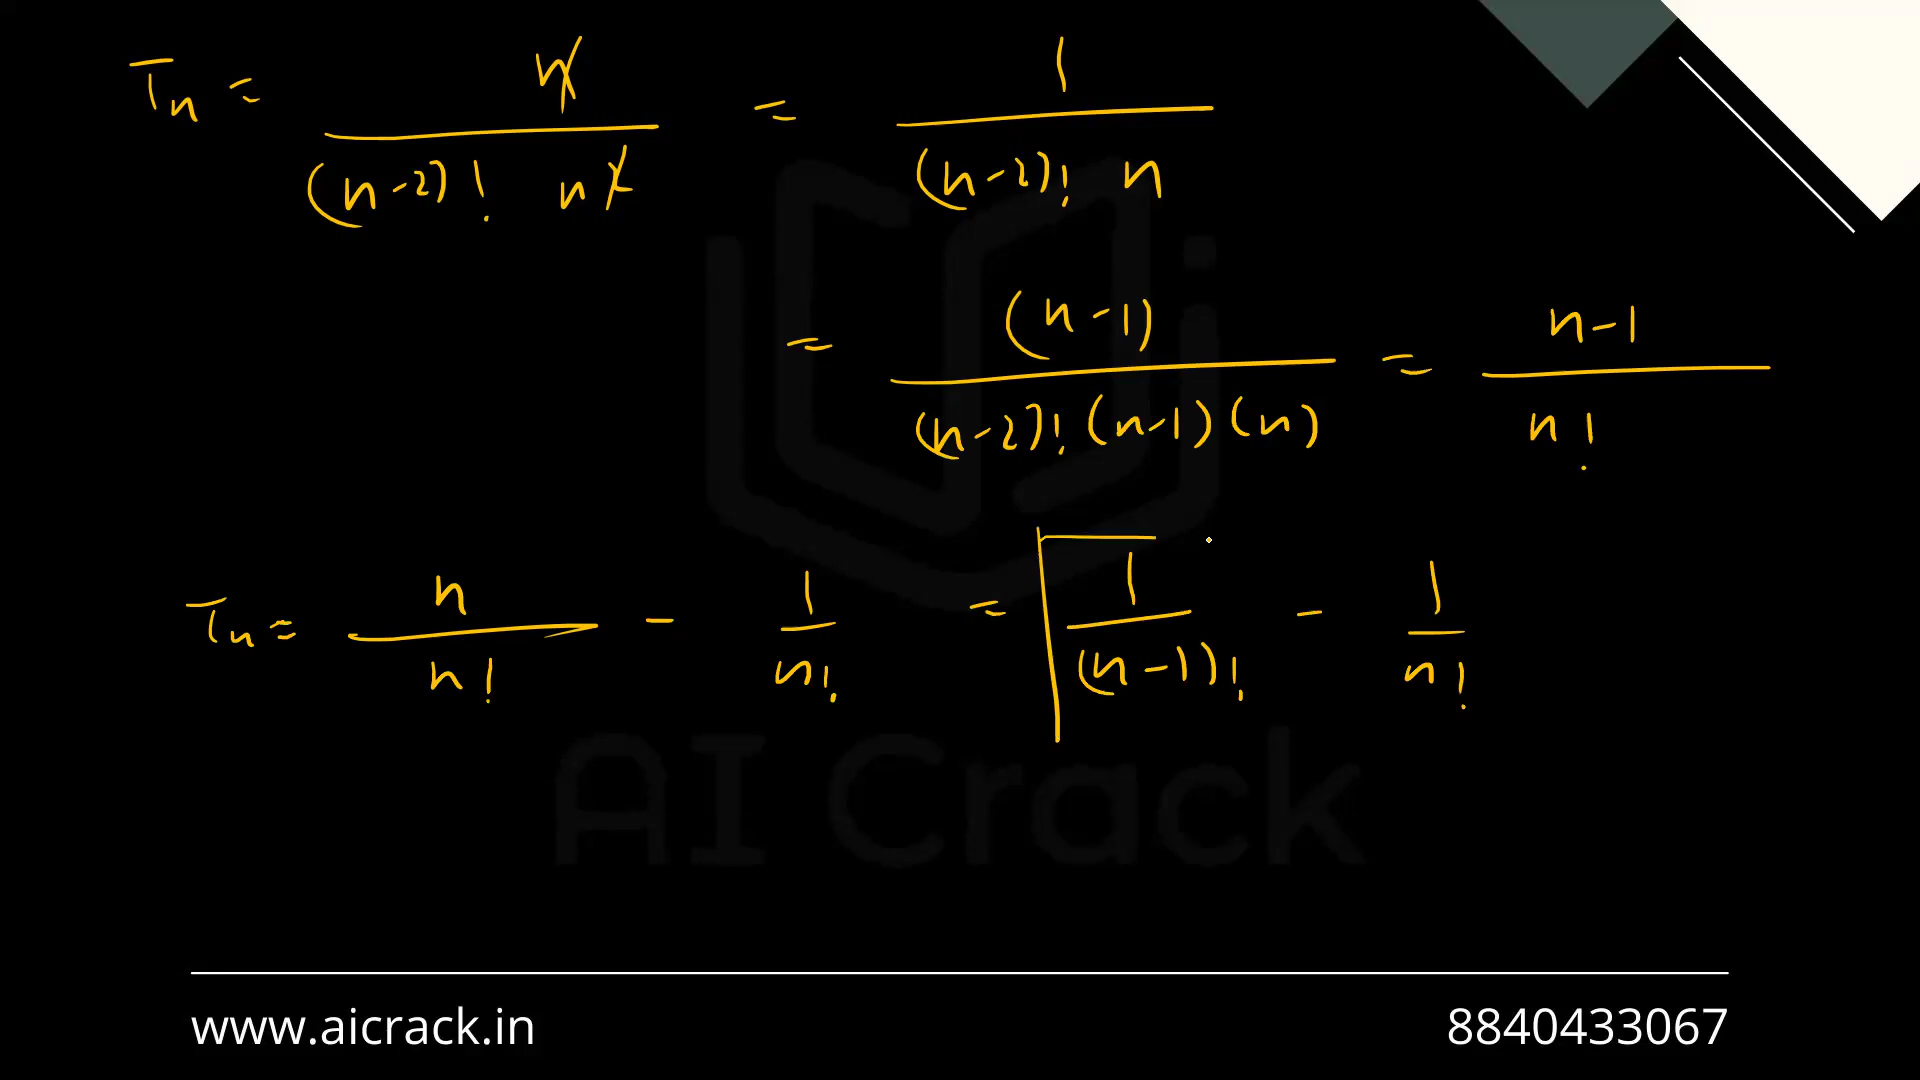 Tn = n / (n-2)! n² = 1 / (n-2)! n
= (n-1) / (n-2)! (n-1) (n) = n-1 / n!
Tn = n / n! - 1 / n! = 1 / (n-1)! - 1 / n!
AI Crack
www.aicrack.in
8840433067